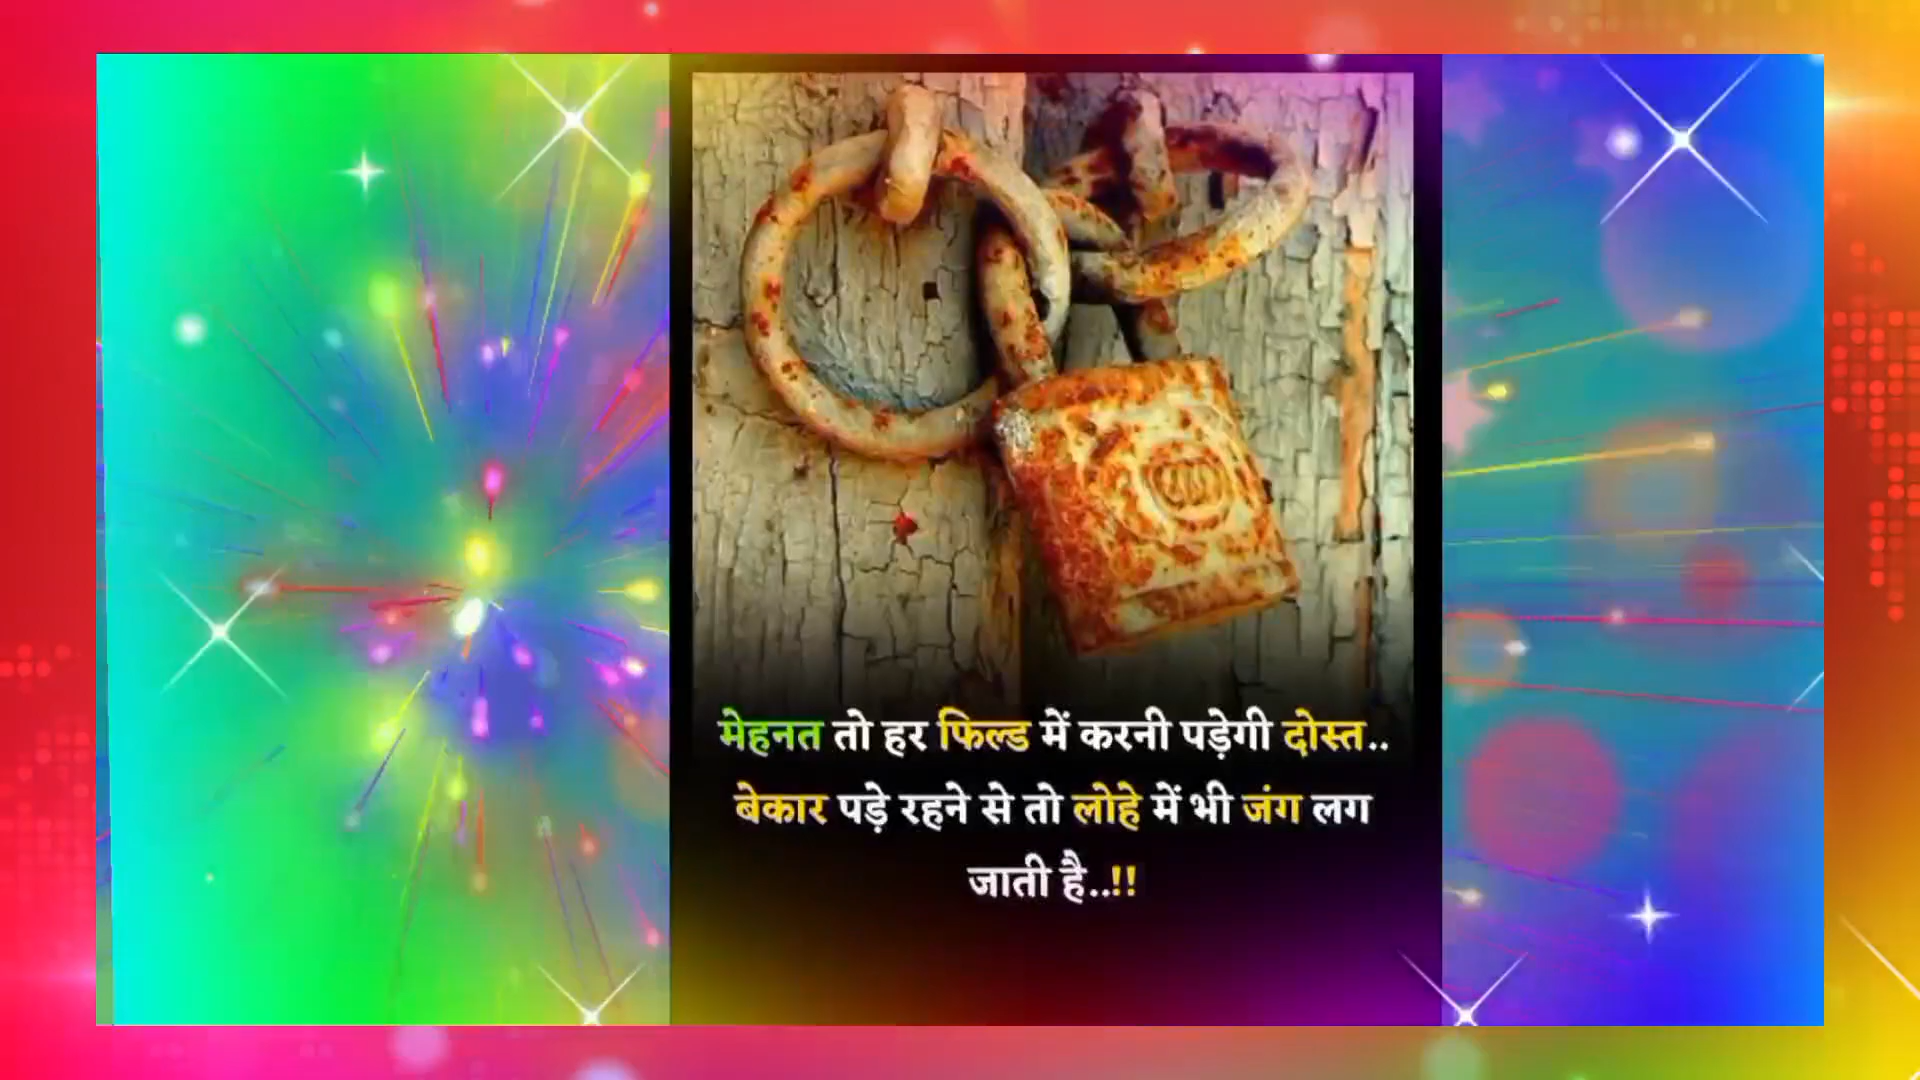 मेहनत तो हर फिल्ड में करनी पड़ेगी दोस्त..
बेकार पड़े रहने से तो लोहे में भी जंग लग
जाती है..!!